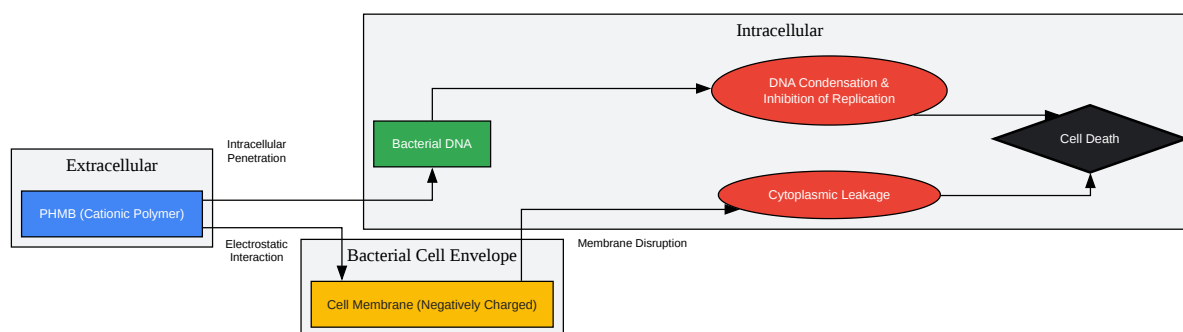 Intracellular
DNA Condensation &
Inhibition of Replication
Bacterial DNA
Cell Death
Intracellular
Penetration
Extracellular
PHMB (Cationic Polymer)
Cytoplasmic Leakage
Electrostatic
Interaction
Membrane Disruption
Bacterial Cell Envelope
Cell Membrane (Negatively Charged)